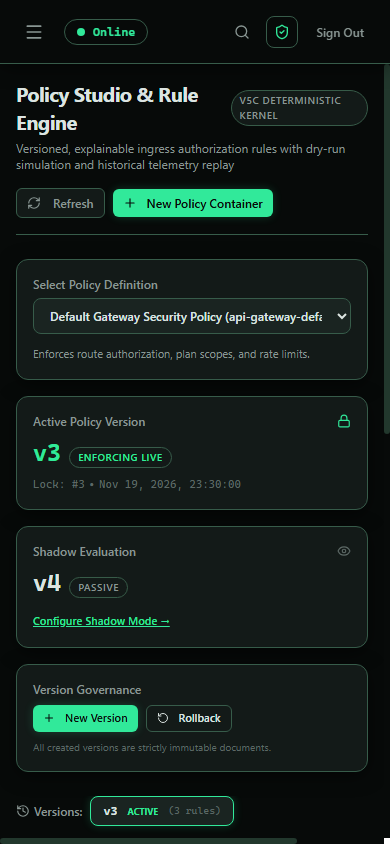 Online
Sign Out
Policy Studio & Rule
Engine
V5C DETERMINISTIC
KERNEL
Versioned, explainable ingress authorization rules with dry-run
simulation and historical telemetry replay
Refresh
+ New Policy Container
Select Policy Definition
Default Gateway Security Policy (api-gateway-defa
Enforces route authorization, plan scopes, and rate limits.
Active Policy Version
v3 ENFORCING LIVE
Lock: #3 • Nov 19, 2026, 23:30:00
Shadow Evaluation
v4 PASSIVE
Configure Shadow Mode →
Version Governance
+ New Version
Rollback
All created versions are strictly immutable documents.
Versions:
v3 ACTIVE (3 rules)